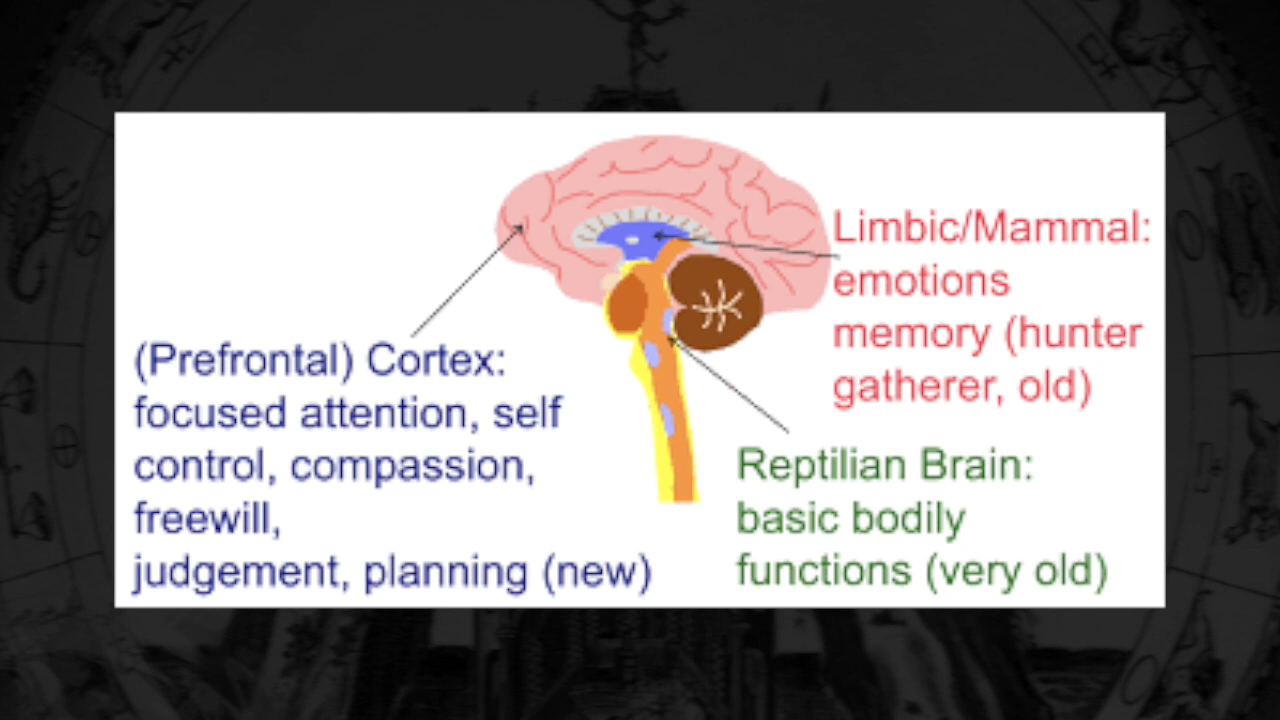 Limbic/Mammal:
emotions
memory (hunter
gatherer, old)
(Prefrontal) Cortex:
focused attention, self
control, compassion,
freewill,
judgement, planning (new)
Reptilian Brain:
basic bodily
functions (very old)